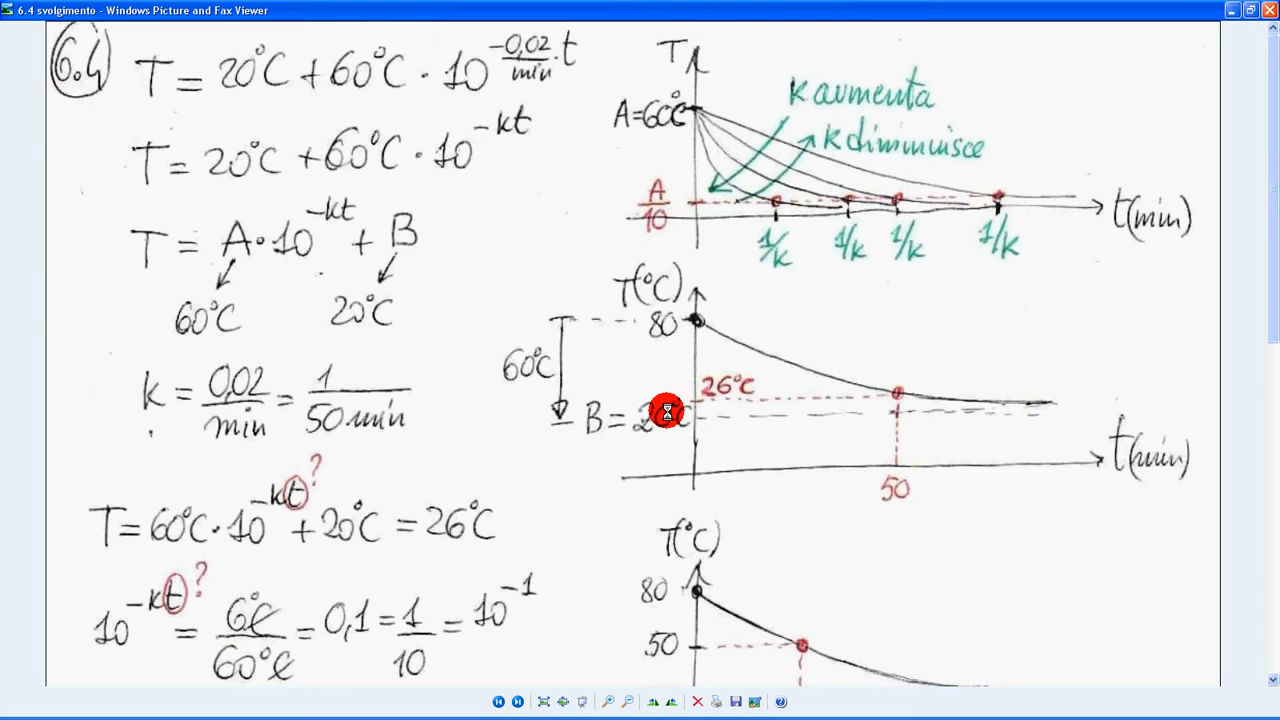 6.4 svolgimento - Windows Picture and Fax Viewer
6.4
T = 20°C + 60°C · 10^(-0,02/min · t)
T = 20°C + 60°C · 10^(-kt)
T = A · 10^(-kt) + B
60°C 20°C
k = 0,02/min = 1/50 min
T = 60°C · 10^(-kt) + 20°C = 26°C
?
10^(-kt) = 6°C/60°C = 0,1 = 1/10 = 10^(-1)
?
T
A=60°C
k aumenta
k diminuisce
A/10
t(min)
1/k 1/k 1/k 1/k
T(°C)
80
60°C
26°C
B = 20°C
t(min)
50
T(°C)
80
50